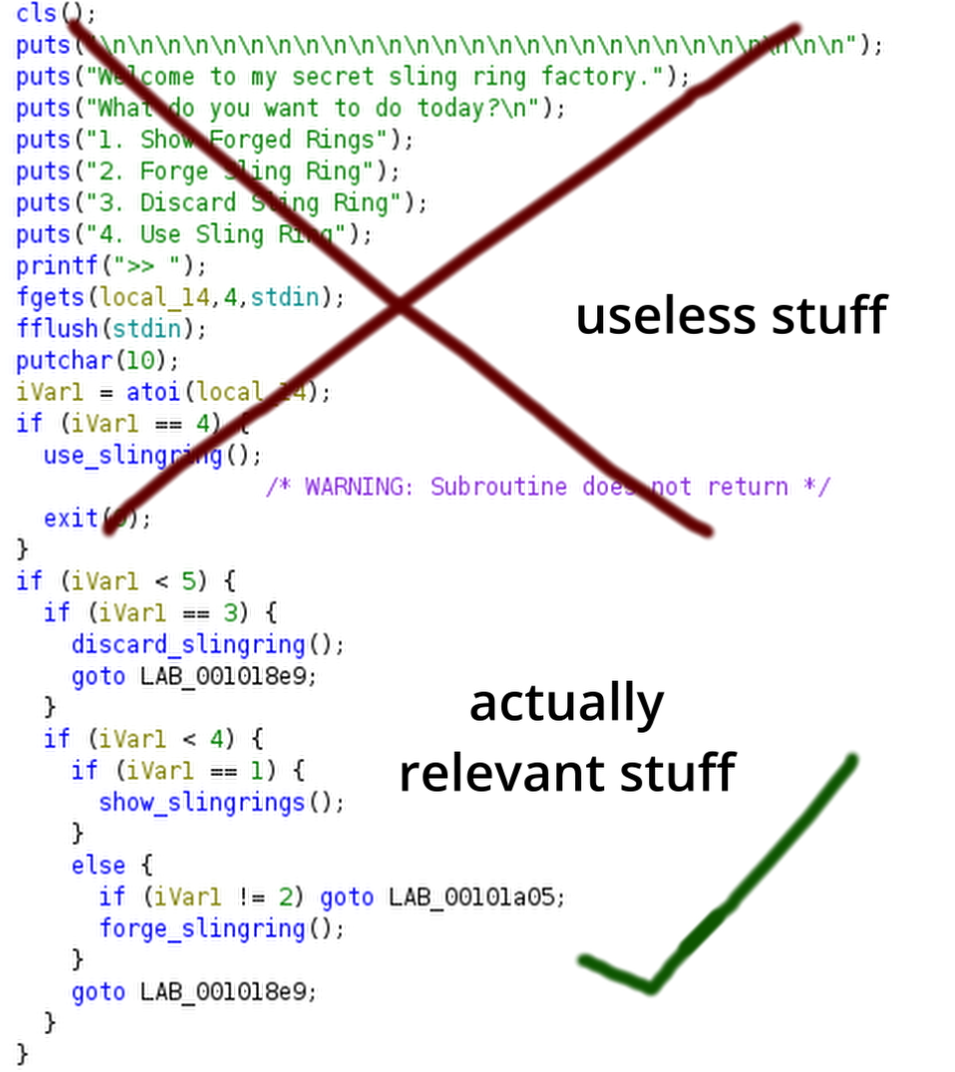 cls();
puts("\n\n\n\n\n\n\n\n\n\n\n\n\n\n\n\n\n\n\n\n\n\n\n\n\n\n\n");
puts("Welcome to my secret sling ring factory.");
puts("What do you want to do today?\n");
puts("1. Show Forged Rings");
puts("2. Forge Sling Ring");
puts("3. Discard Sling Ring");
puts("4. Use Sling Ring");
printf(">> ");
fgets(local_14,4,stdin);
fflush(stdin);
putchar(10);
iVar1 = atoi(local_14);
if (iVar1 == 4) {
use_slingring();
/* WARNING: Subroutine does not return */
exit(0);
}
useless stuff
if (iVar1 < 5) {
if (iVar1 == 3) {
discard_slingring();
goto LAB_001018e9;
}
if (iVar1 < 4) {
if (iVar1 == 1) {
show_slingrings();
}
else {
if (iVar1 != 2) goto LAB_00101a05;
forge_slingring();
}
goto LAB_001018e9;
}
}
actually
relevant stuff